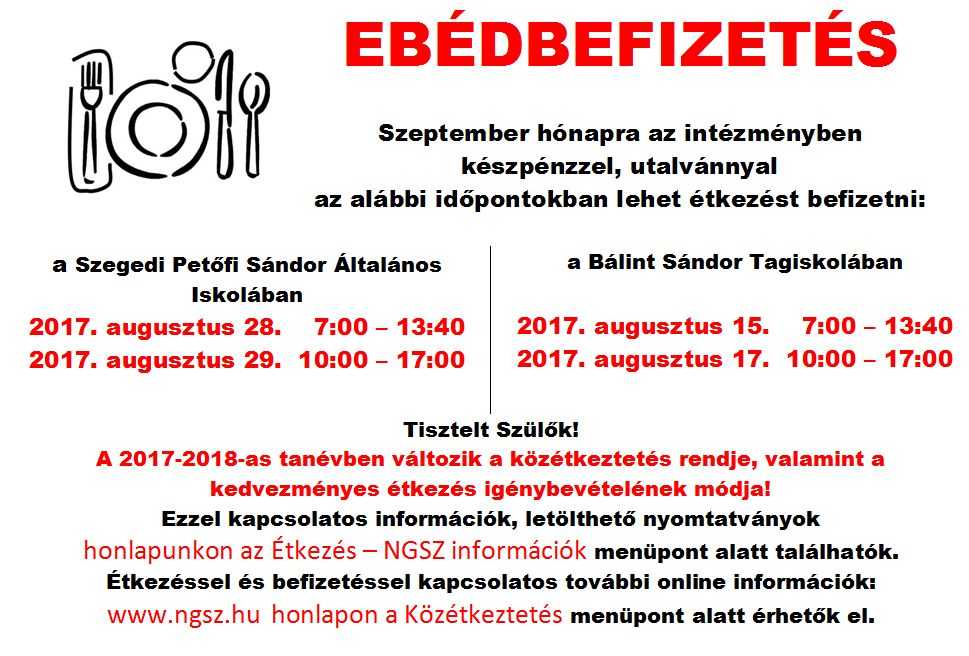 EBÉDBEFIZETÉS
Szeptember hónapra az intézményben
készpénzzel, utalvánnyal
az alábbi időpontokban lehet étkezést befizetni:
a Szegedi Petőfi Sándor Általános
Iskolában
2017. augusztus 28. 7:00 – 13:40
2017. augusztus 29. 10:00 – 17:00
a Bálint Sándor Tagiskolában
2017. augusztus 15. 7:00 – 13:40
2017. augusztus 17. 10:00 – 17:00
Tisztelt Szülők!
A 2017-2018-as tanévben változik a közétkeztetés rendje, valamint a
kedvezményes étkezés igénybevételének módja!
Ezzel kapcsolatos információk, letölthető nyomtatványok
honlapunkon az Étkezés – NGSZ információk menüpont alatt találhatók.
Étkezéssel és befizetéssel kapcsolatos további online információk:
www.ngsz.hu honlapon a Közétkeztetés menüpont alatt érhetők el.